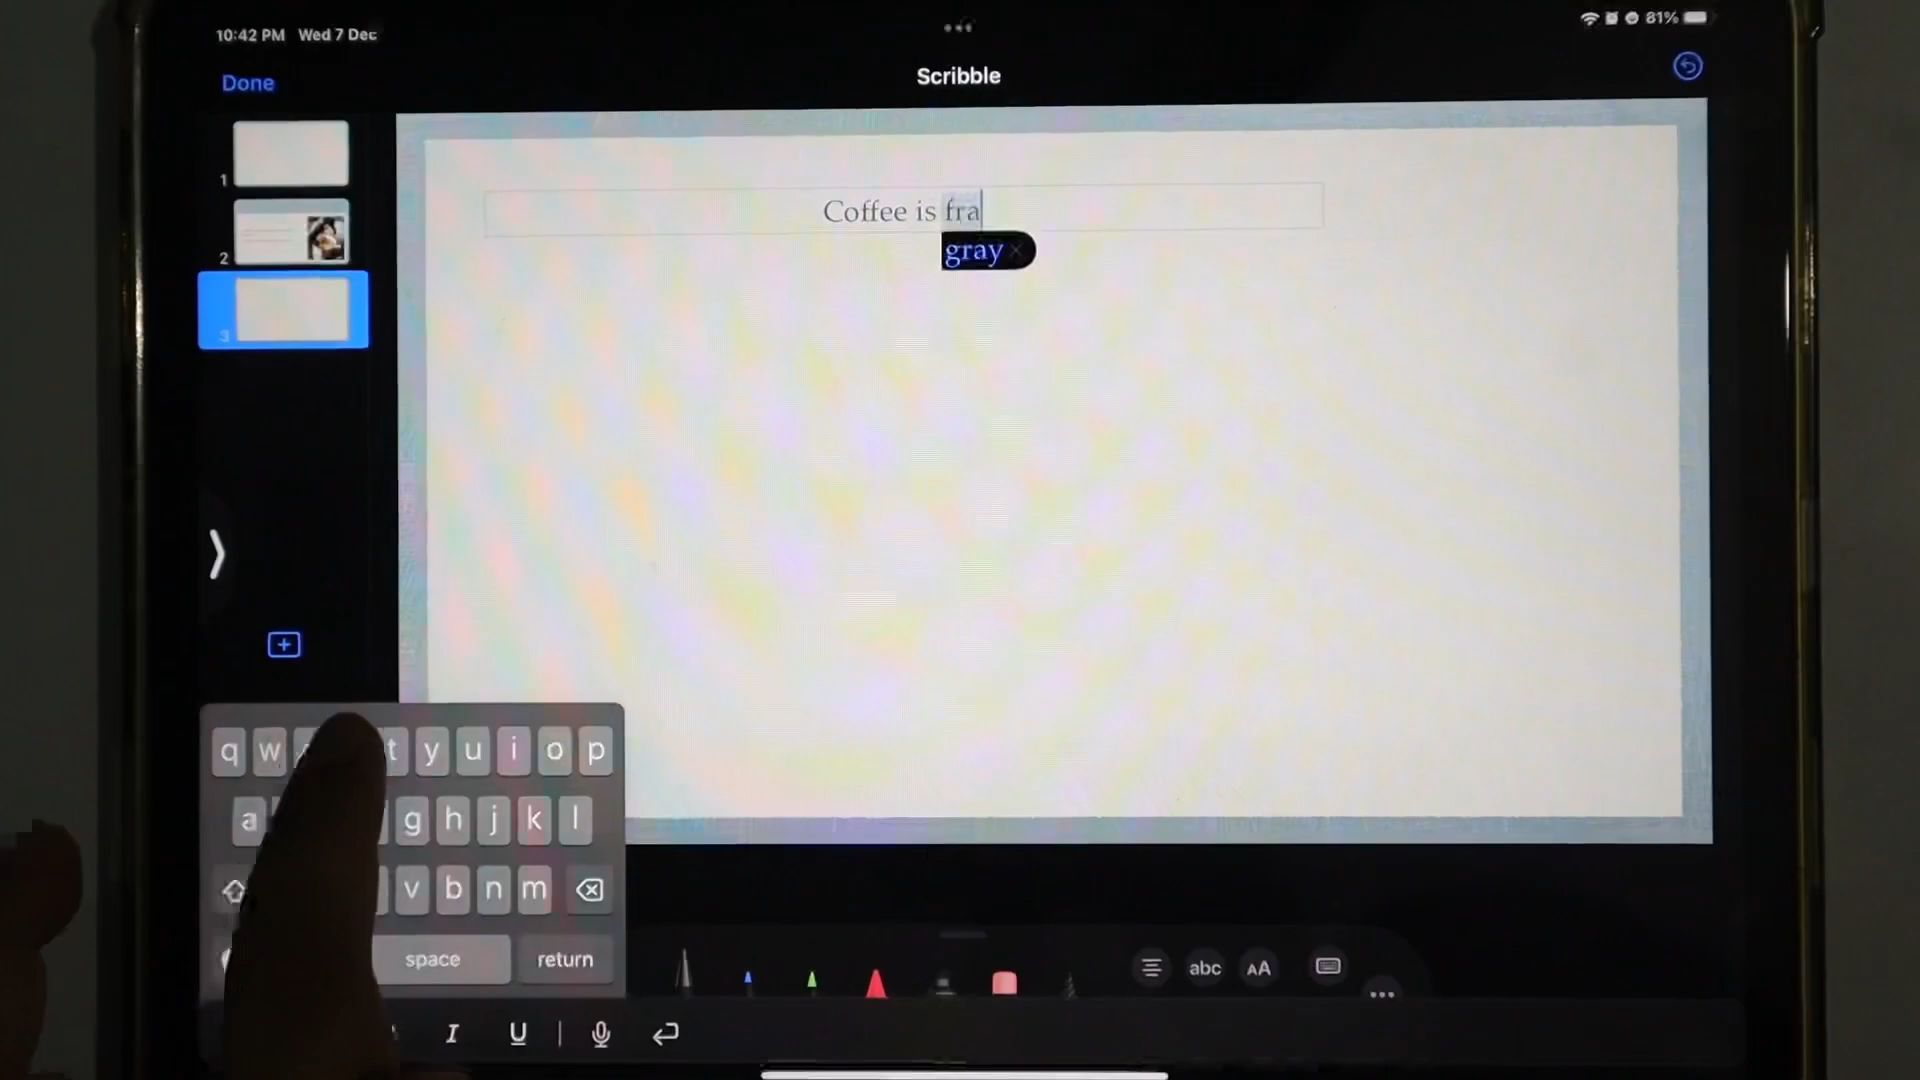 10:42 PM Wed 7 Dec
81%
Done
Scribble
1
2
3
Coffee is fra
gray ×
q w t y u i o p
a g h j k l
v b n m
space return
abc AA
I U